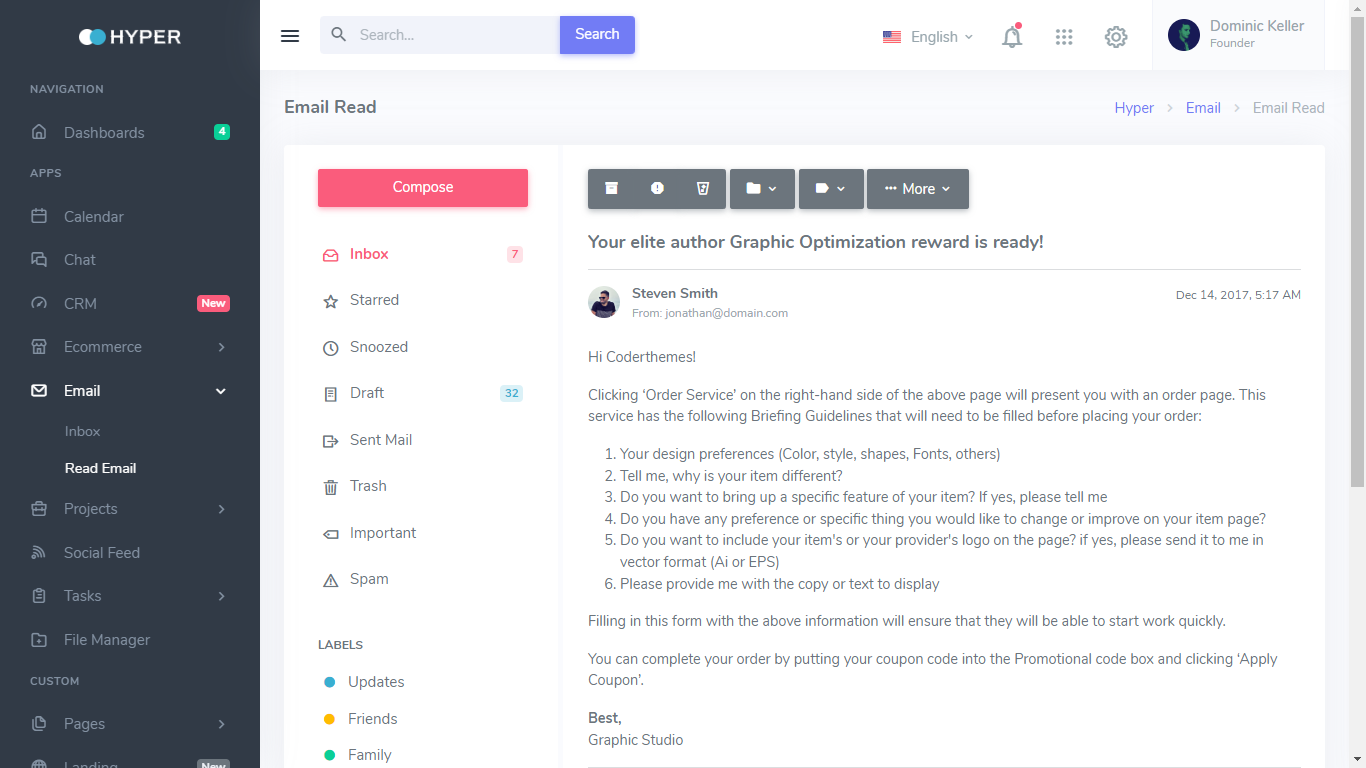 HYPER
NAVIGATION
Dashboards 4
APPS
Calendar
Chat
CRM New
Ecommerce
Email
Inbox
Read Email
Projects
Social Feed
Tasks
File Manager
CUSTOM
Pages
Landing New
Search... Search
English
Dominic Keller
Founder
Email Read
Hyper > Email > Email Read
Compose
Inbox 7
Starred
Snoozed
Draft 32
Sent Mail
Trash
Important
Spam
LABELS
Updates
Friends
Family
More
Your elite author Graphic Optimization reward is ready!
Steven Smith
Dec 14, 2017, 5:17 AM
From: jonathan@domain.com
Hi Coderthemes!
Clicking ‘Order Service’ on the right-hand side of the above page will present you with an order page. This
service has the following Briefing Guidelines that will need to be filled before placing your order:
1. Your design preferences (Color, style, shapes, Fonts, others)
2. Tell me, why is your item different?
3. Do you want to bring up a specific feature of your item? If yes, please tell me
4. Do you have any preference or specific thing you would like to change or improve on your item page?
5. Do you want to include your item's or your provider's logo on the page? if yes, please send it to me in
vector format (Ai or EPS)
6. Please provide me with the copy or text to display
Filling in this form with the above information will ensure that they will be able to start work quickly.
You can complete your order by putting your coupon code into the Promotional code box and clicking ‘Apply
Coupon’.
Best,
Graphic Studio